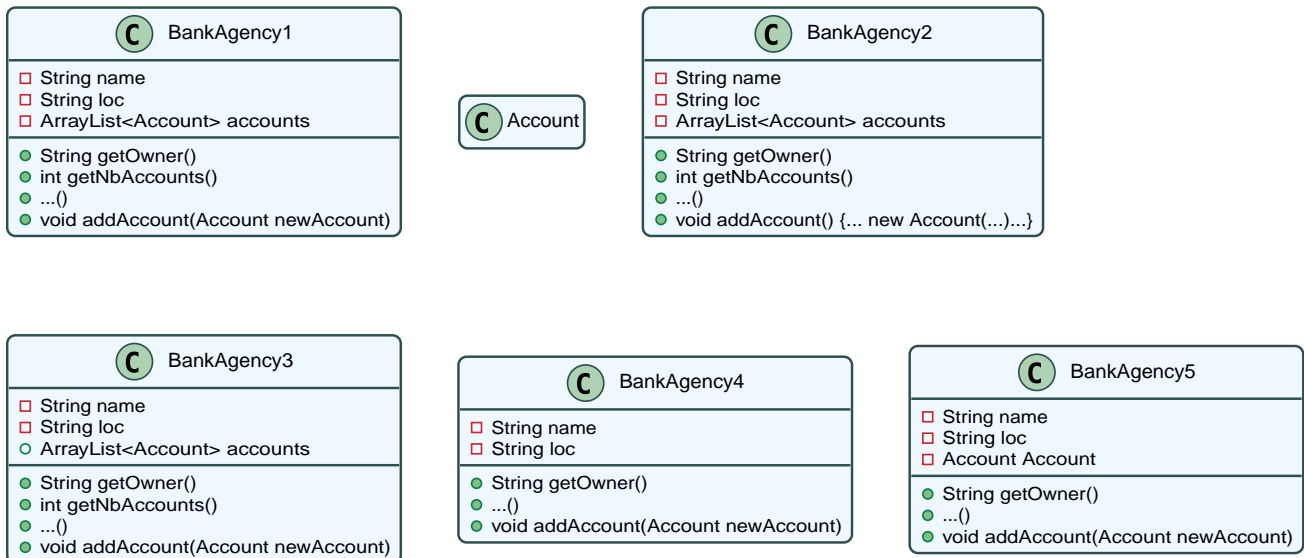 C BankAgency1
String name
String loc
ArrayList<Account> accounts
String getOwner()
int getNbAccounts()
...()
void addAccount(Account newAccount)
C Account
C BankAgency2
String name
String loc
ArrayList<Account> accounts
String getOwner()
int getNbAccounts()
...()
void addAccount() {... new Account(...)...}
C BankAgency3
String name
String loc
ArrayList<Account> accounts
String getOwner()
int getNbAccounts()
...()
void addAccount(Account newAccount)
C BankAgency4
String name
String loc
String getOwner()
...()
void addAccount(Account newAccount)
C BankAgency5
String name
String loc
Account Account
String getOwner()
...()
void addAccount(Account newAccount)